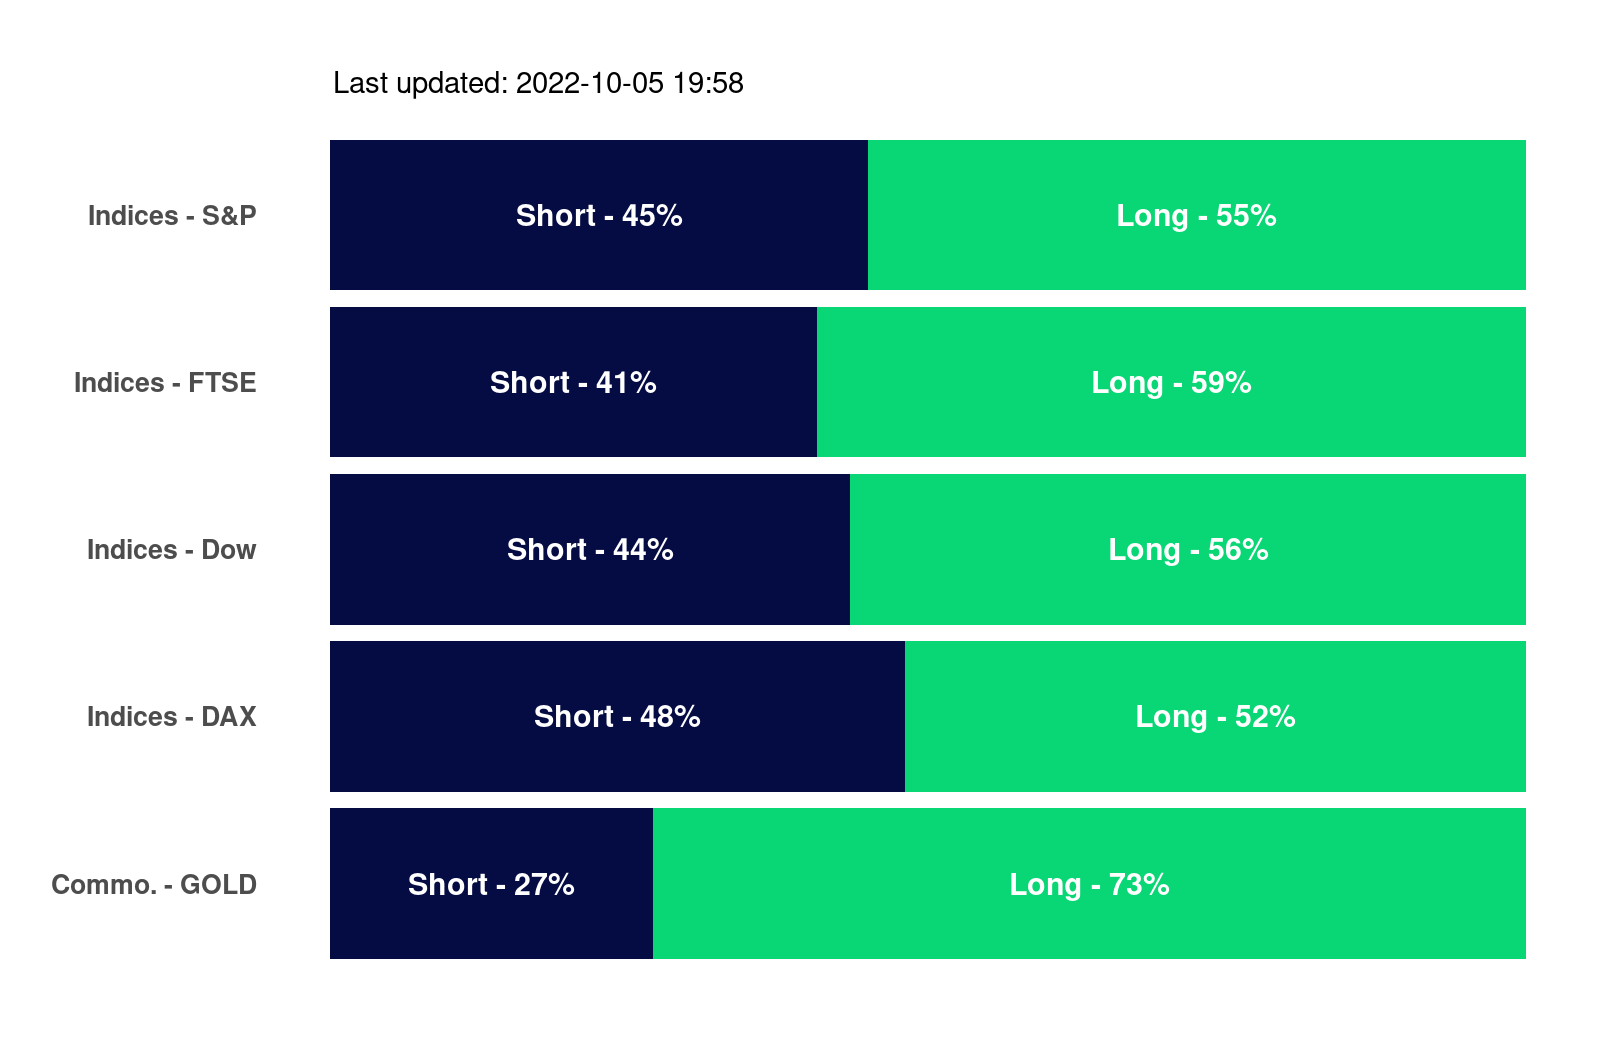 Last updated: 2022-10-05 19:58
Indices - S&P Short - 45% Long - 55%
Indices - FTSE Short - 41% Long - 59%
Indices - Dow Short - 44% Long - 56%
Indices - DAX Short - 48% Long - 52%
Commo. - GOLD Short - 27% Long - 73%